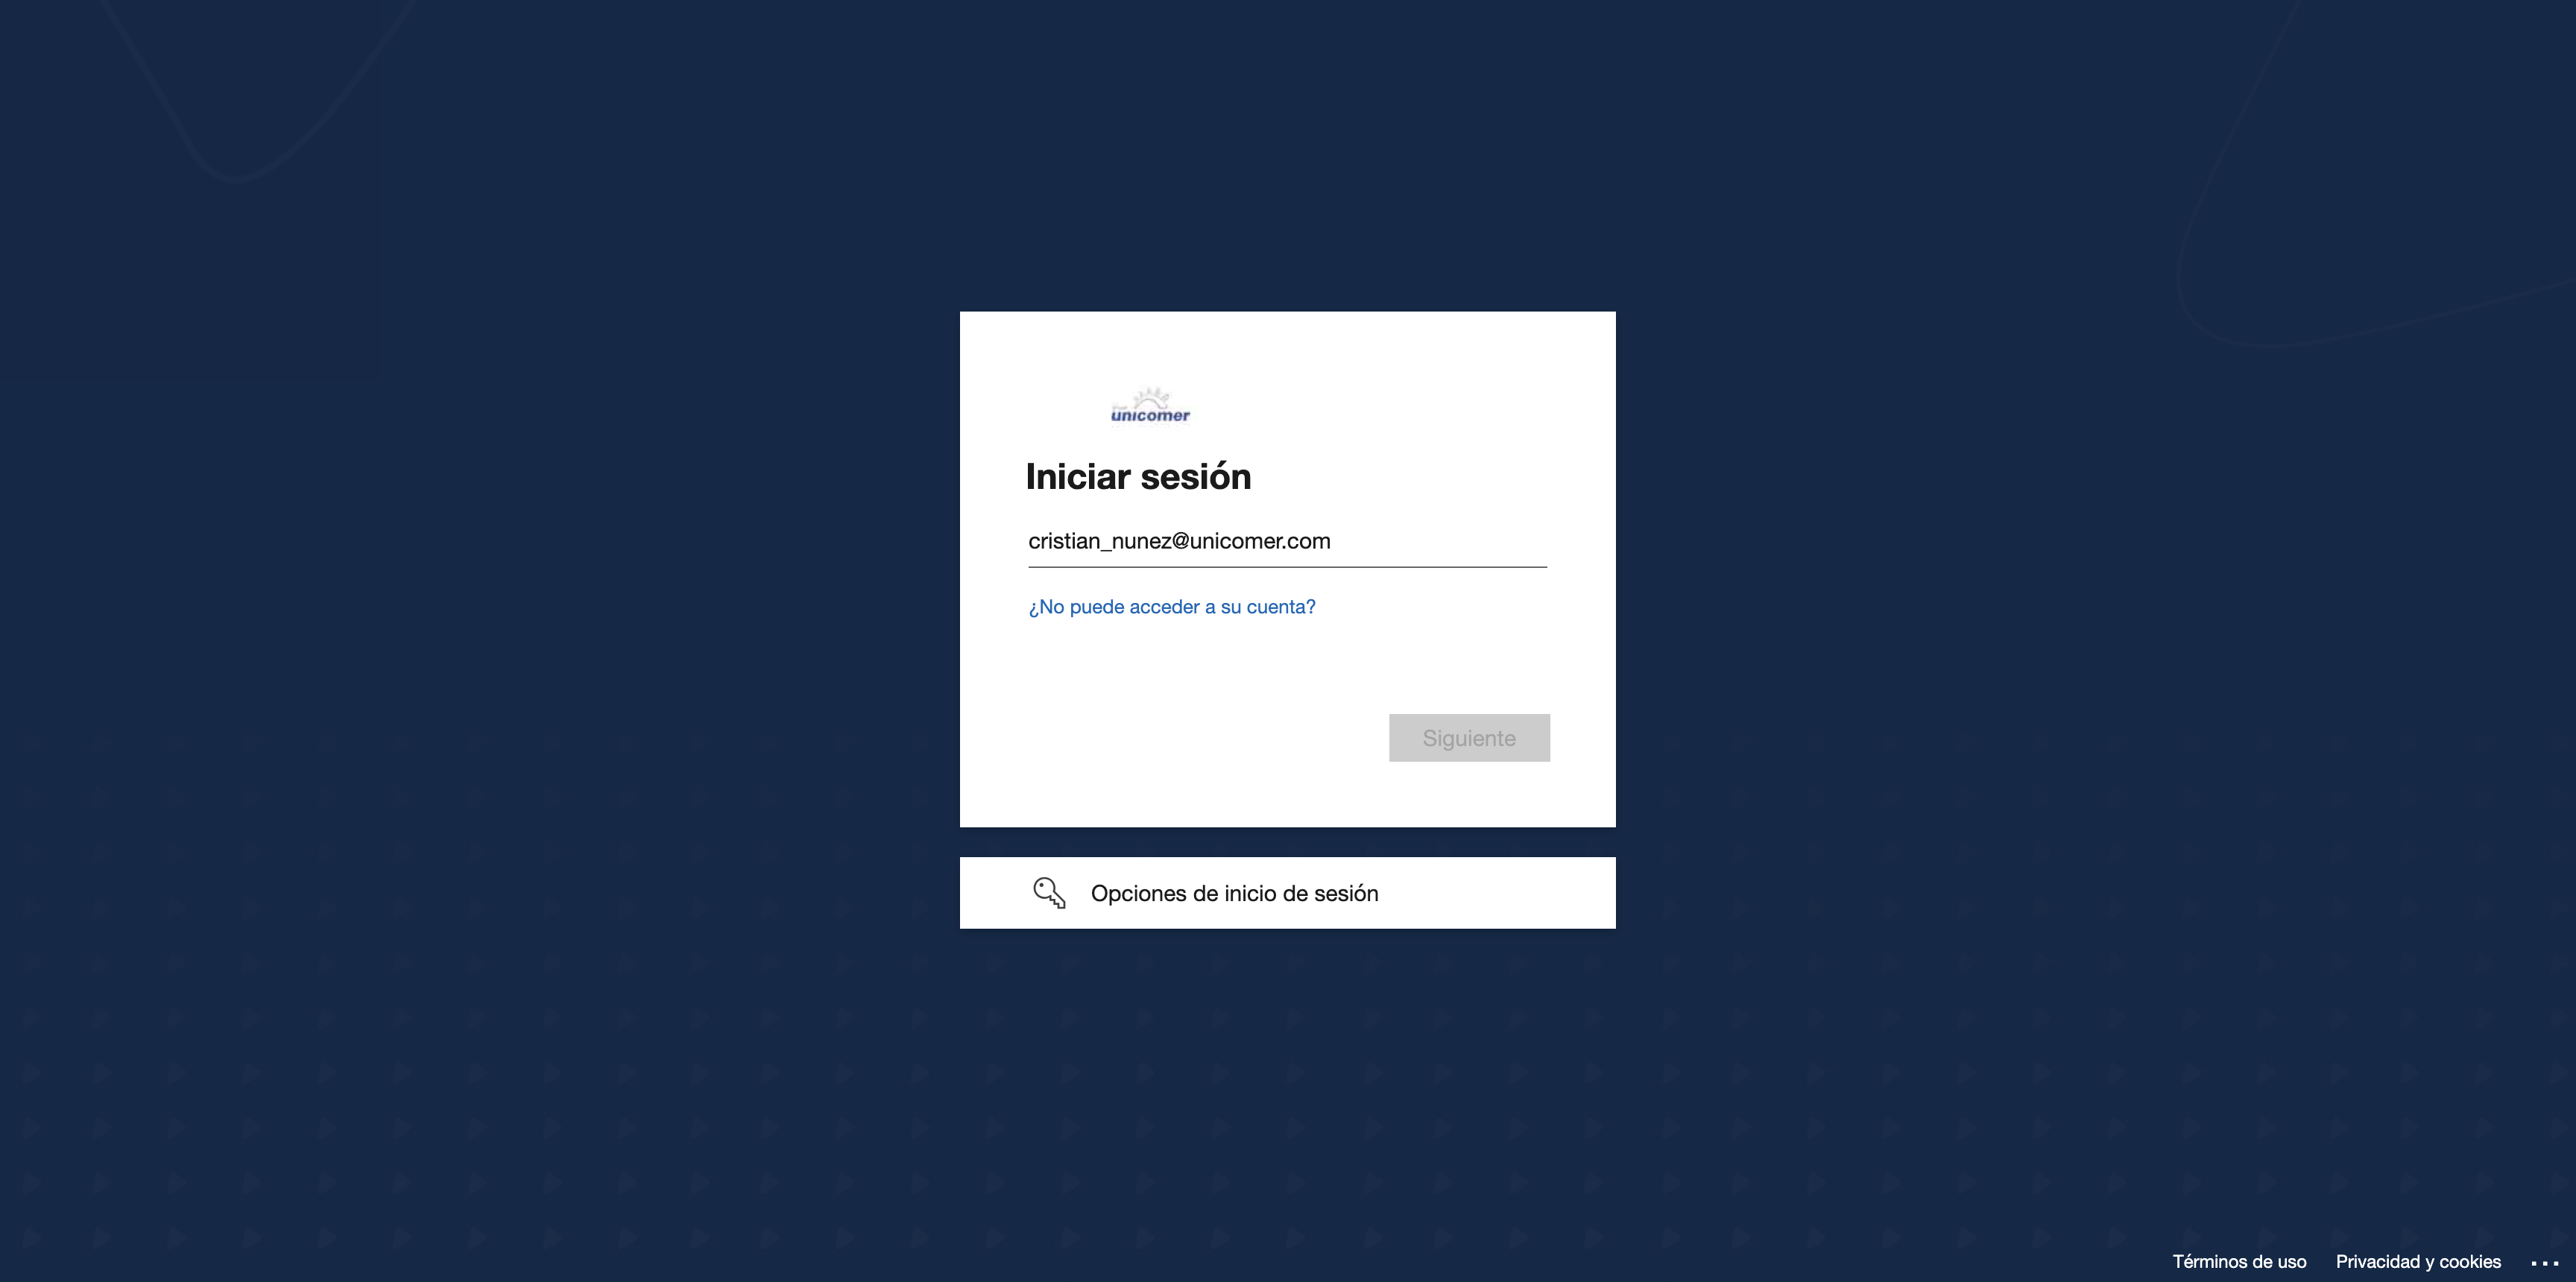 unicomer
Iniciar sesión
cristian_nunez@unicomer.com
¿No puede acceder a su cuenta?
Siguiente
Opciones de inicio de sesión
Términos de uso Privacidad y cookies